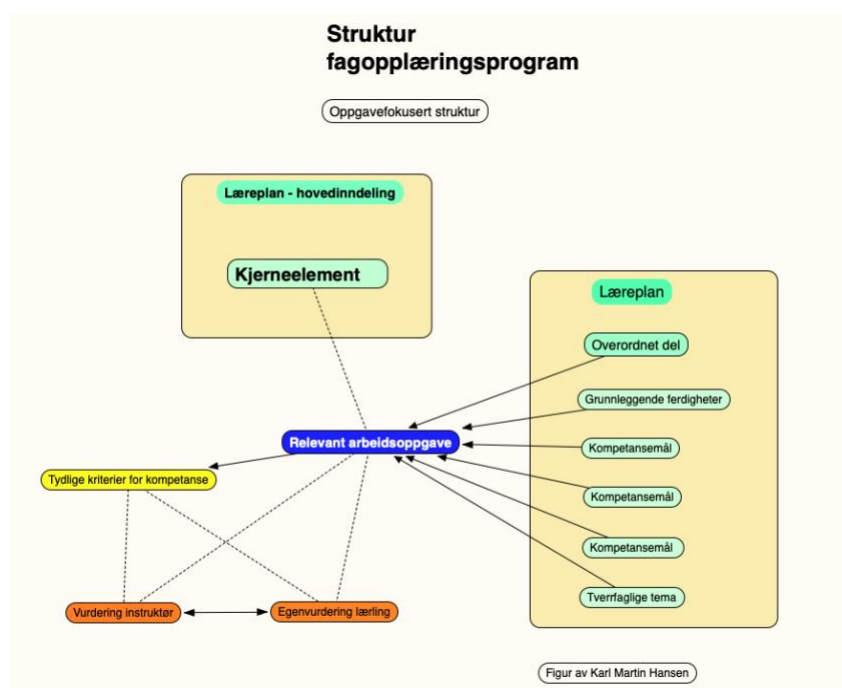 Struktur
fagopplæringsprogram
Oppgavefokusert struktur
Læreplan - hovedinndeling
Kjerneelement
Læreplan
Overordnet del
Grunnleggende ferdigheter
Relevant arbeidsoppgave
Kompetansemål
Tydlige kriterier for kompetanse
Kompetansemål
Kompetansemål
Tverrfaglige tema
Vurdering instruktør
Egenvurdering lærling
Figur av Karl Martin Hansen